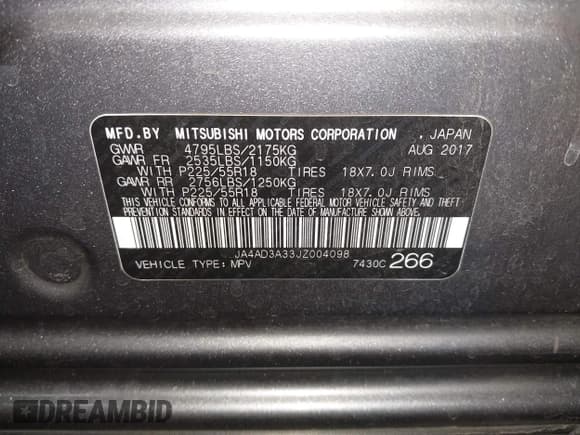 MFD.BY MITSUBISHI MOTORS CORPORATION , JAPAN
GVWR 4795LBS/2175KG AUG 2017
GAWR FR 2535LBS/1150KG
WITH P225/55R18 TIRES 18X7.0J RIMS
GAWR RR 2756LBS/1250KG
WITH P225/55R18 TIRES 18X7.0J RIMS
THIS VEHICLE CONFORMS TO ALL APPLICABLE FEDERAL MOTOR VEHICLE SAFETY AND THEFT
PREVENTION STANDARDS IN EFFECT ON THE DATE OF MANUFACTURE SHOWN ABOVE.
JA4AD3A33JZ004098
VEHICLE TYPE: MPV 7430C 266
DREAMBID